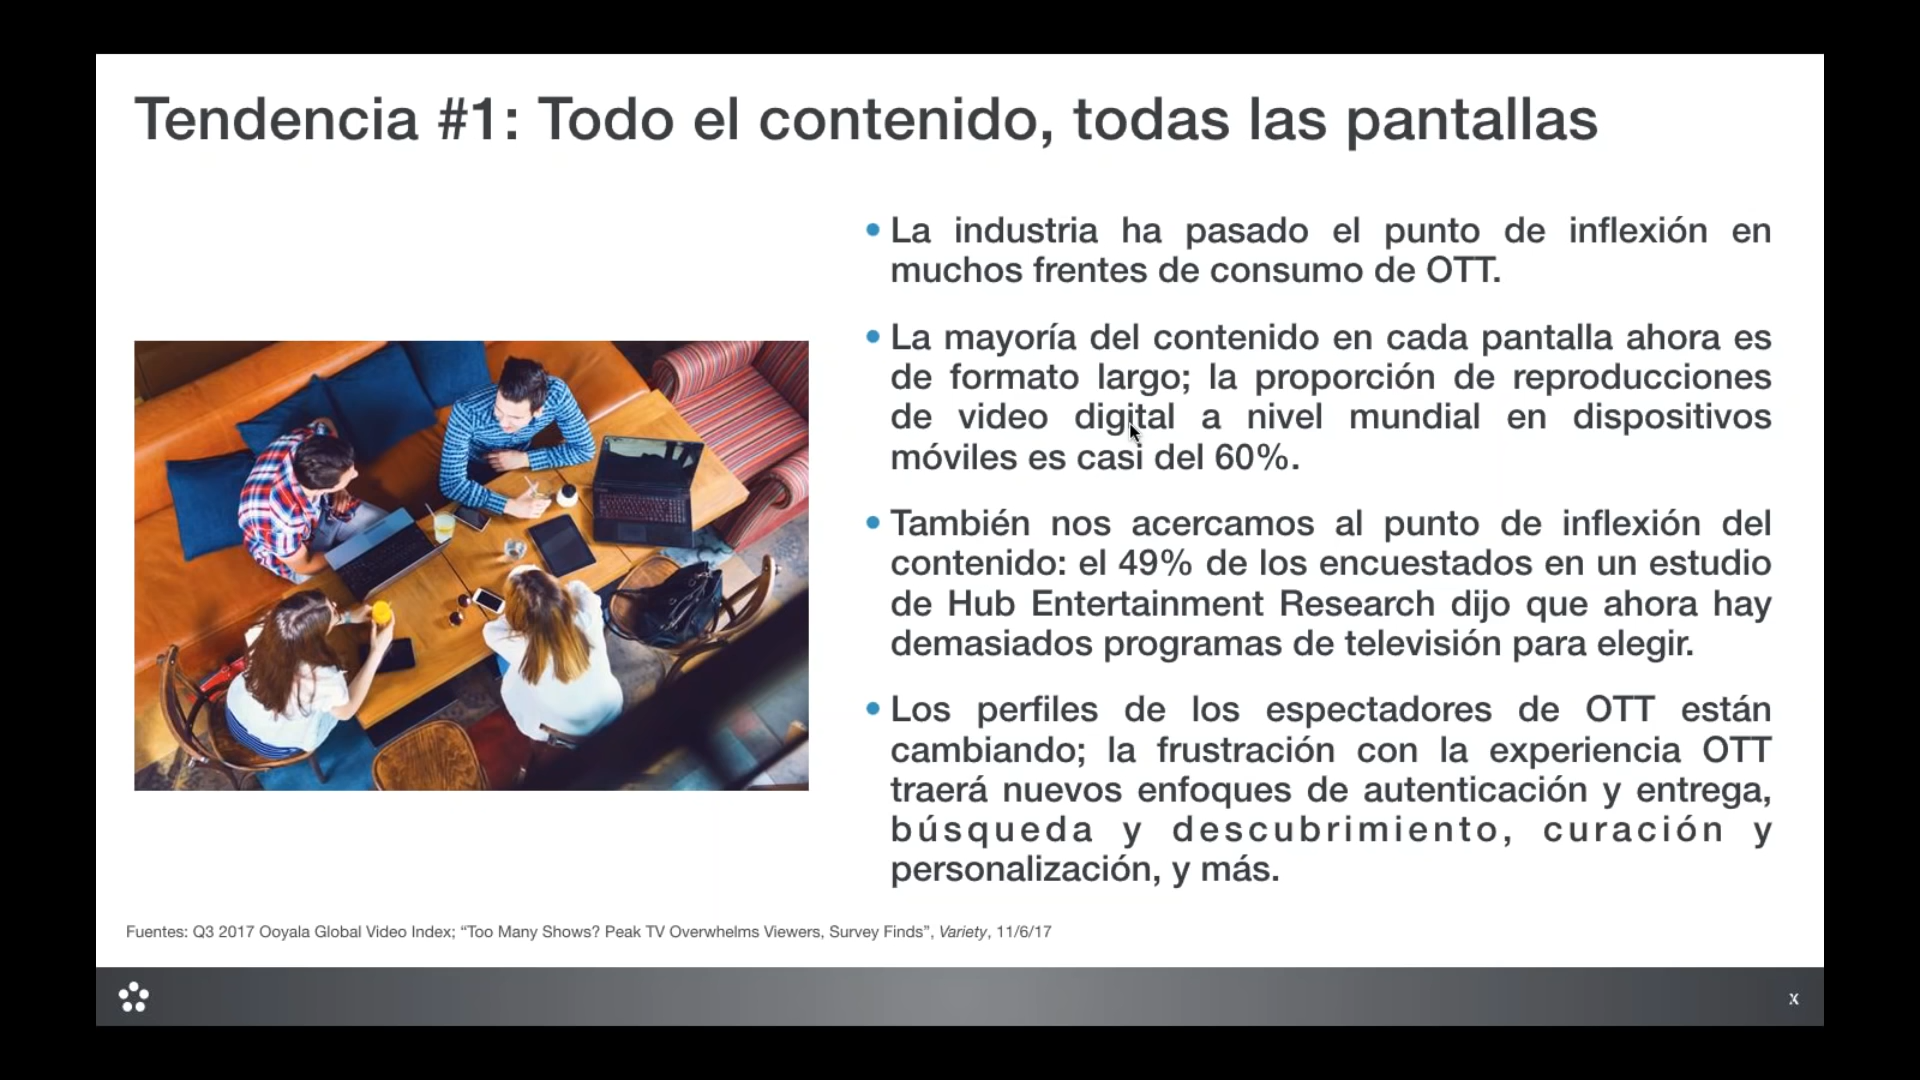 Tendencia #1: Todo el contenido, todas las pantallas
• La industria ha pasado el punto de inflexión en
muchos frentes de consumo de OTT.
• La mayoría del contenido en cada pantalla ahora es
de formato largo; la proporción de reproducciones
de video digital a nivel mundial en dispositivos
móviles es casi del 60%.
• También nos acercamos al punto de inflexión del
contenido: el 49% de los encuestados en un estudio
de Hub Entertainment Research dijo que ahora hay
demasiados programas de televisión para elegir.
• Los perfiles de los espectadores de OTT están
cambiando; la frustración con la experiencia OTT
traerá nuevos enfoques de autenticación y entrega,
búsqueda y descubrimiento, curación y
personalización, y más.
Fuentes: Q3 2017 Ooyala Global Video Index; “Too Many Shows? Peak TV Overwhelms Viewers, Survey Finds”, Variety, 11/6/17
x